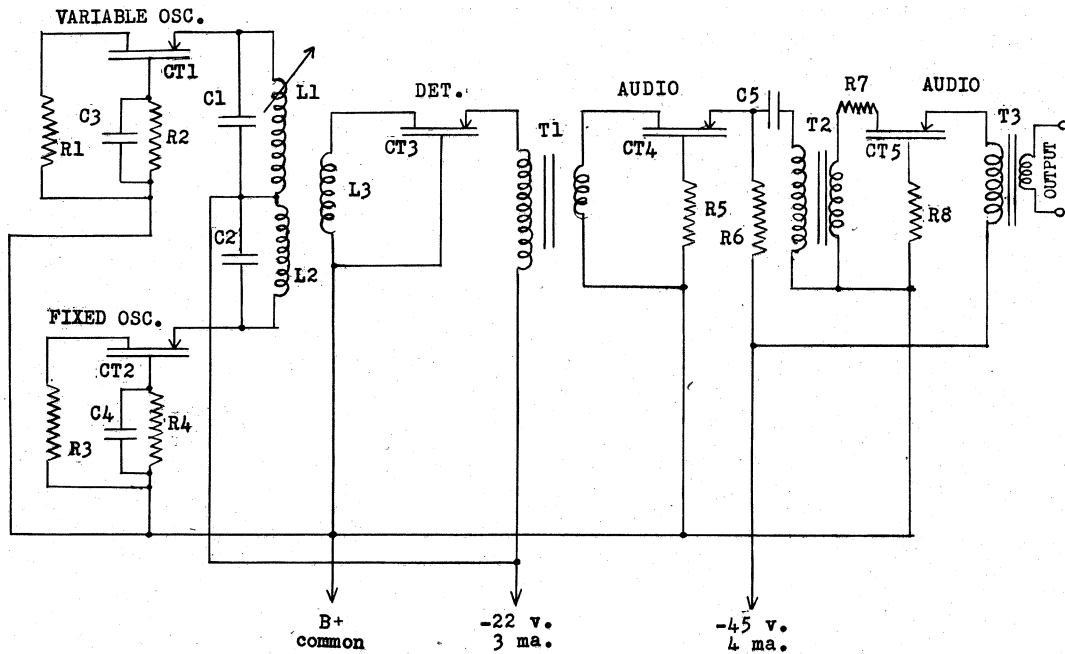 VARIABLE OSC.
CT1
C3
R1
R2
C1
L1
DET.
CT3
L3
T1
AUDIO
CT4
C5
R5
R6
T2
R7
AUDIO
CT5
R8
T3
OUTPUT
C2
L2
FIXED OSC.
CT2
C4
R3
R4
B+
common
-22 v.
3 ma.
-45 v.
4 ma.